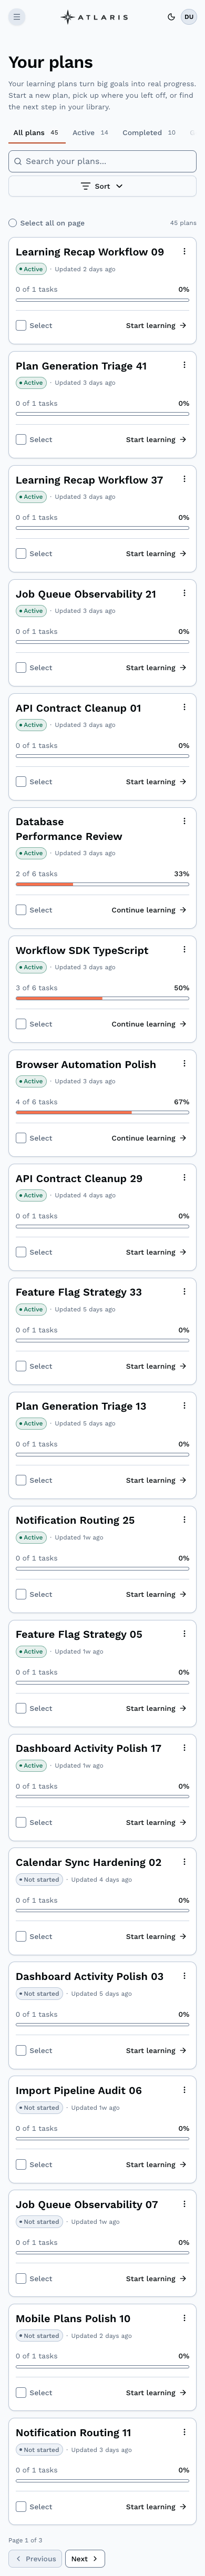 ATLARIS
DU
Your plans
Your learning plans turn big goals into real progress.
Start a new plan, pick up where you left off, or find
the next step in your library.
All plans 45 Active 14 Completed 10
Search your plans...
Sort
Select all on page 45 plans
Learning Recap Workflow 09
Active · Updated 2 days ago
0 of 1 tasks 0%
Select Start learning →
Plan Generation Triage 41
Active · Updated 3 days ago
0 of 1 tasks 0%
Select Start learning →
Learning Recap Workflow 37
Active · Updated 3 days ago
0 of 1 tasks 0%
Select Start learning →
Job Queue Observability 21
Active · Updated 3 days ago
0 of 1 tasks 0%
Select Start learning →
API Contract Cleanup 01
Active · Updated 3 days ago
0 of 1 tasks 0%
Select Start learning →
Database
Performance Review
Active · Updated 3 days ago
2 of 6 tasks 33%
Select Continue learning →
Workflow SDK TypeScript
Active · Updated 3 days ago
3 of 6 tasks 50%
Select Continue learning →
Browser Automation Polish
Active · Updated 3 days ago
4 of 6 tasks 67%
Select Continue learning →
API Contract Cleanup 29
Active · Updated 4 days ago
0 of 1 tasks 0%
Select Start learning →
Feature Flag Strategy 33
Active · Updated 5 days ago
0 of 1 tasks 0%
Select Start learning →
Plan Generation Triage 13
Active · Updated 5 days ago
0 of 1 tasks 0%
Select Start learning →
Notification Routing 25
Active · Updated 1w ago
0 of 1 tasks 0%
Select Start learning →
Feature Flag Strategy 05
Active · Updated 1w ago
0 of 1 tasks 0%
Select Start learning →
Dashboard Activity Polish 17
Active · Updated 1w ago
0 of 1 tasks 0%
Select Start learning →
Calendar Sync Hardening 02
Not started · Updated 4 days ago
0 of 1 tasks 0%
Select Start learning →
Dashboard Activity Polish 03
Not started · Updated 5 days ago
0 of 1 tasks 0%
Select Start learning →
Import Pipeline Audit 06
Not started · Updated 1w ago
0 of 1 tasks 0%
Select Start learning →
Job Queue Observability 07
Not started · Updated 1w ago
0 of 1 tasks 0%
Select Start learning →
Mobile Plans Polish 10
Not started · Updated 2 days ago
0 of 1 tasks 0%
Select Start learning →
Notification Routing 11
Not started · Updated 3 days ago
0 of 1 tasks 0%
Select Start learning →
Page 1 of 3
Previous Next